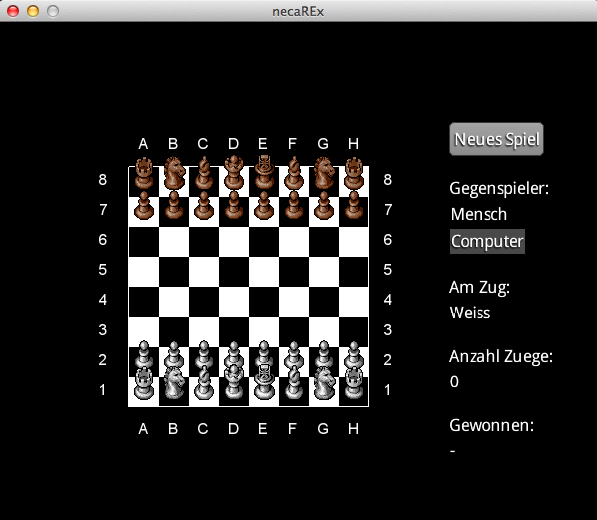 necaREx
Neues Spiel
A B C D E F G H
8 8
7 7
6 6
5 5
4 4
3 3
2 2
1 1
A B C D E F G H
Gegenspieler:
Mensch
Computer
Am Zug:
Weiss
Anzahl Zuege:
0
Gewonnen:
-